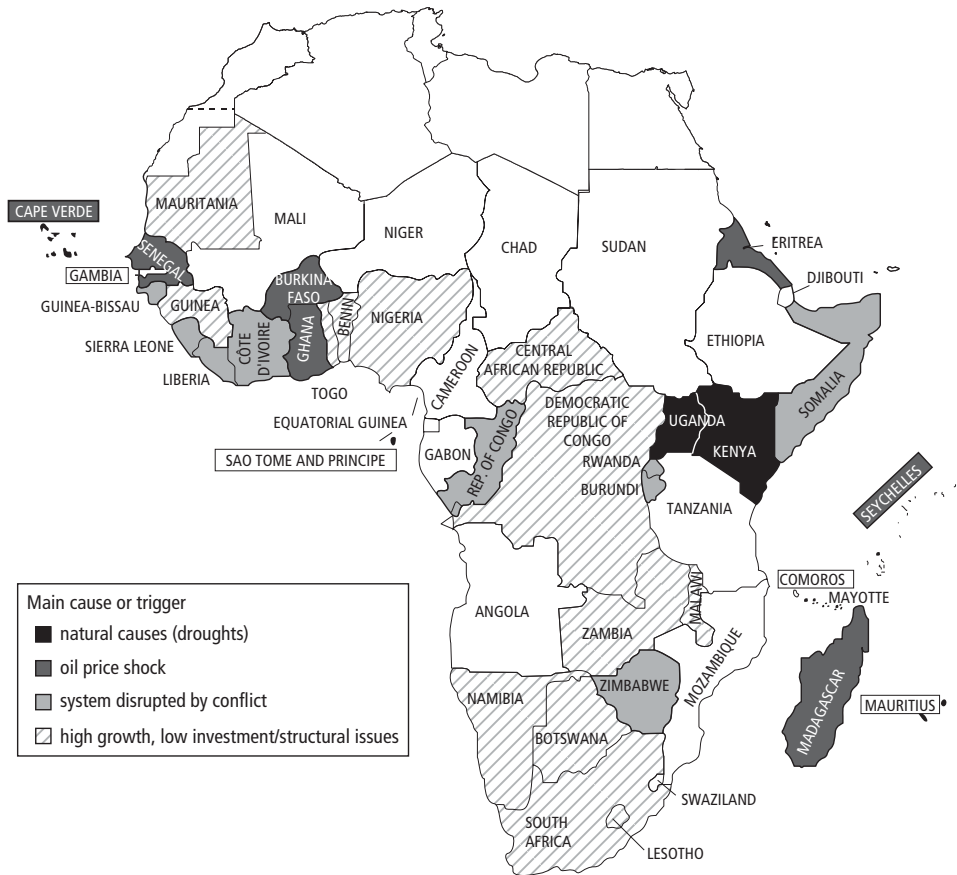 MAURITANIA
MALI
NIGER
CHAD
SUDAN
ERITREA
DJIBOUTI
CAPE VERDE
SENEGAL
GAMBIA
GUINEA-BISSAU
GUINEA
SIERRA LEONE
LIBERIA
CÔTE
D'IVOIRE
BURKINA
FASO
GHANA
TOGO
BENIN
NIGERIA
CAMEROON
CENTRAL
AFRICAN REPUBLIC
ETHIOPIA
SOMALIA
EQUATORIAL GUINEA
SAO TOME AND PRINCIPE
GABON
REP. OF CONGO
DEMOCRATIC
REPUBLIC OF
CONGO
UGANDA
KENYA
RWANDA
BURUNDI
TANZANIA
SEYCHELLES
COMOROS
MAYOTTE
ANGOLA
ZAMBIA
MALAWI
MOZAMBIQUE
ZIMBABWE
NAMIBIA
BOTSWANA
MADAGASCAR
MAURITIUS
SWAZILAND
SOUTH
AFRICA
LESOTHO
Main cause or trigger
natural causes (droughts)
oil price shock
system disrupted by conflict
high growth, low investment/structural issues